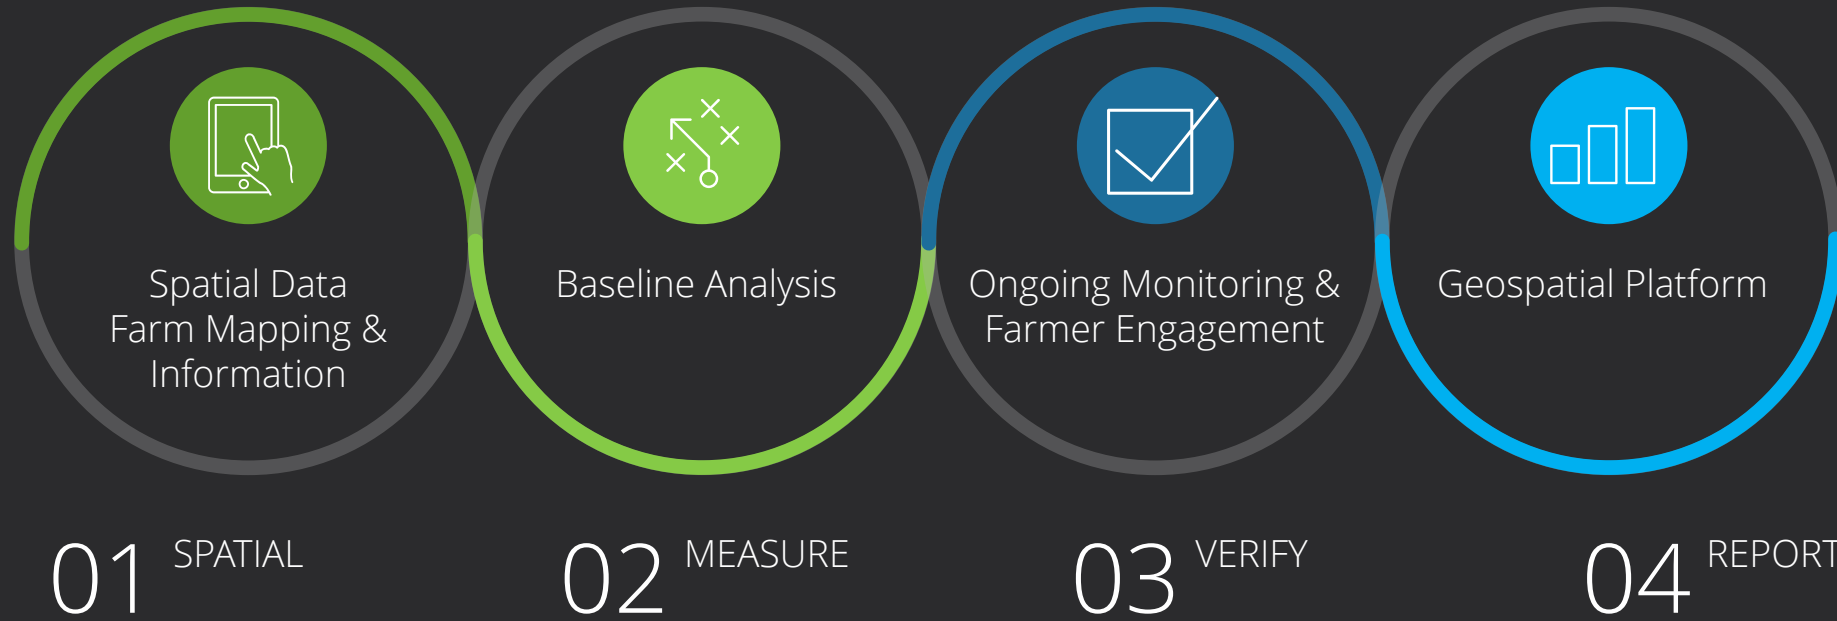 Spatial Data
Farm Mapping &
Information
Baseline Analysis
Ongoing Monitoring &
Farmer Engagement
Geospatial Platform
01 SPATIAL
02 MEASURE
03 VERIFY
04 REPORT